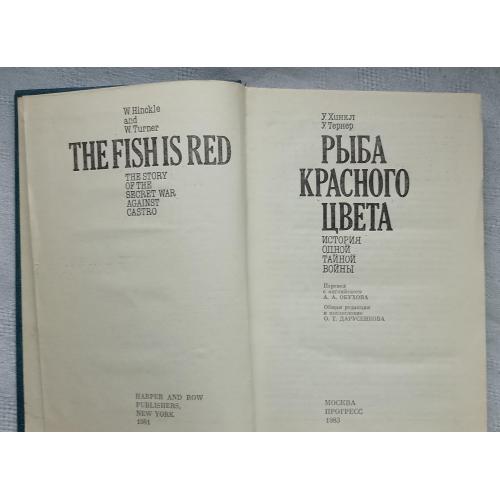 W. Hinckle
and
W. Turner
THE FISH IS RED
THE STORY
OF THE
SECRET WAR
AGAINST
CASTRO
HARPER AND ROW
PUBLISHERS,
NEW YORK
1981
У. Хинкл
У. Тернер
РЫБА
КРАСНОГО
ЦВЕТА
ИСТОРИЯ
ОДНОЙ
ТАЙНОЙ
ВОЙНЫ
Перевод
с английского
А. А. ОБУХОВА
Общая редакция
и послесловие
О. Т. ДАРУСЕНКОВА
МОСКВА
ПРОГРЕСС
1983